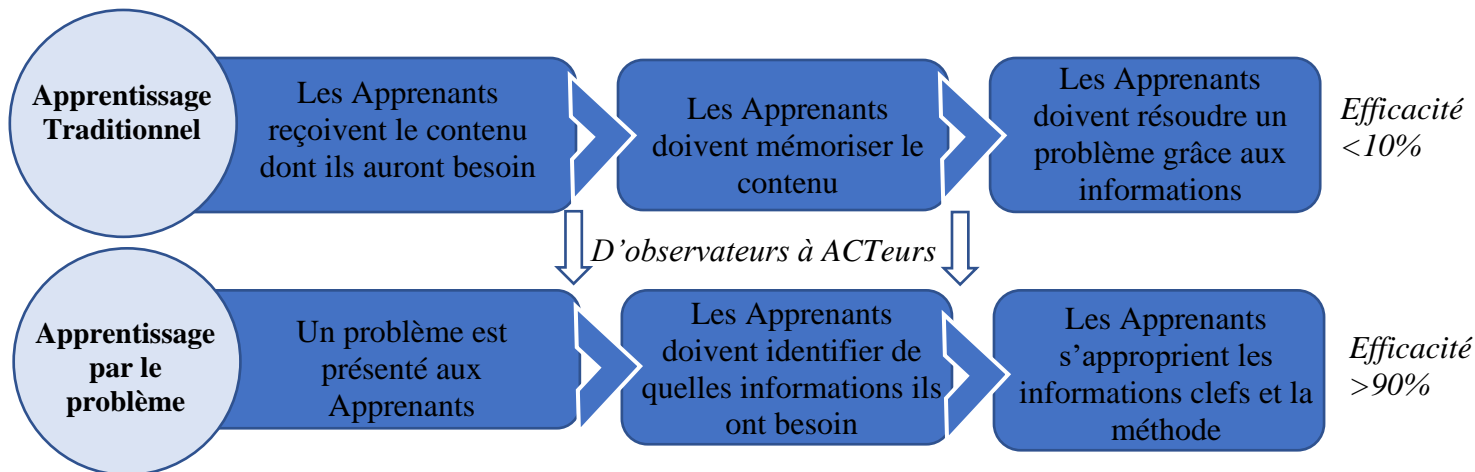 Apprentissage
Traditionnel
Les Apprenants
reçoivent le contenu
dont ils auront besoin
Les Apprenants
doivent mémoriser le
contenu
Les Apprenants
doivent résoudre un
problème grâce aux
informations
Efficacité
<10%
D’observateurs à ACTeurs
Apprentissage
par le
problème
Un problème est
présenté aux
Apprenants
Les Apprenants
doivent identifier de
quelles informations ils
ont besoin
Les Apprenants
s’approprient les
informations clefs et la
méthode
Efficacité
>90%